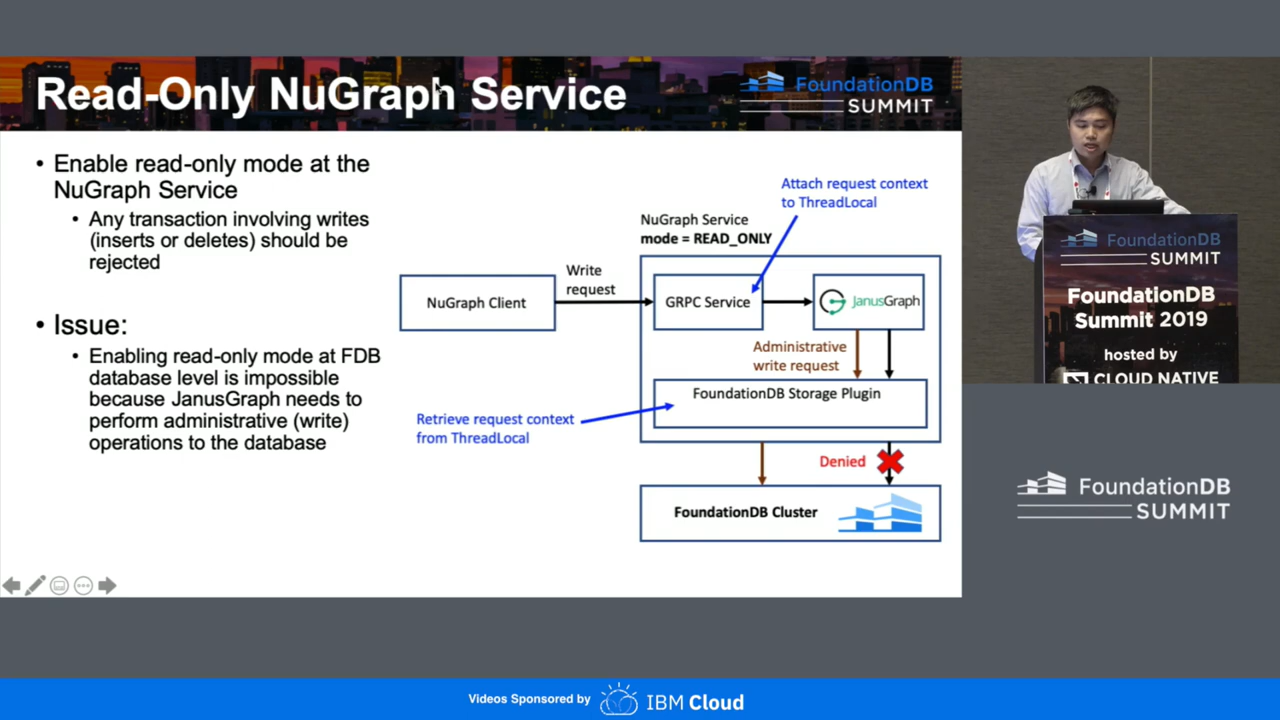 Read-Only NuGraph Service
FoundationDB
SUMMIT
• Enable read-only mode at the
NuGraph Service
• Any transaction involving writes
(inserts or deletes) should be
rejected
• Issue:
• Enabling read-only mode at FDB
database level is impossible
because JanusGraph needs to
perform administrative (write)
operations to the database
Attach request context
to ThreadLocal
NuGraph Service
mode = READ_ONLY
NuGraph Client
Write
request
GRPC Service
JanusGraph
Administrative
write request
FoundationDB Storage Plugin
Retrieve request context
from ThreadLocal
Denied
FoundationDB Cluster
FoundationDB
SUMMIT
FoundationDB
Summit 2019
hosted by
CLOUD NATIVE
FoundationDB
SUMMIT
Videos Sponsored by
IBM Cloud